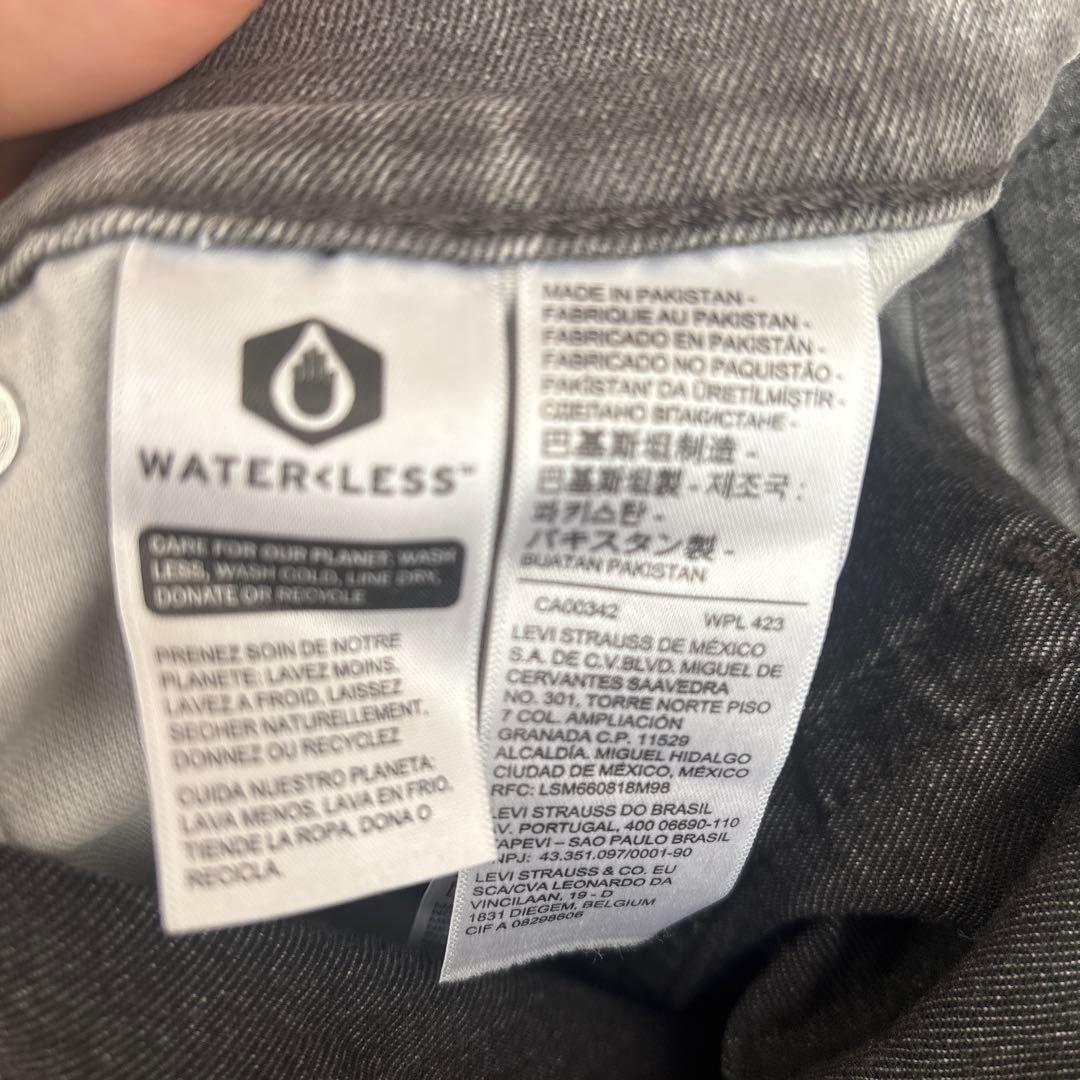 WATER<LESS™
CARE FOR OUR PLANET: WASH
LESS, WASH COLD, LINE DRY,
DONATE OR RECYCLE
PRENEZ SOIN DE NOTRE
PLANETE: LAVEZ MOINS,
LAVEZ A FROID, LAISSEZ
SECHER NATURELLEMENT,
DONNEZ OU RECYCLEZ
CUIDA NUESTRO PLANETA:
LAVA MENOS, LAVA EN FRIO,
TIENDE LA ROPA, DONA O
RECICLA
MADE IN PAKISTAN -
FABRIQUE AU PAKISTAN -
FABRICADO EN PAKISTÁN -
FABRICADO NO PAQUISTÃO -
PAKİSTAN' DA ÜRETİLMİŞTİR -
СДЕЛАНО ВПАКИСТАНЕ -
巴基斯坦制造 -
巴基斯坦製 - 제조국 :
파키스탄 -
パキスタン製 -
BUATAN PAKISTAN
CA00342 WPL 423
LEVI STRAUSS DE MÉXICO
S.A. DE C.V.BLVD. MIGUEL DE
CERVANTES SAAVEDRA
NO. 301, TORRE NORTE PISO
7 COL. AMPLIACIÓN
GRANADA C.P. 11529
ALCALDÍA. MIGUEL HIDALGO
CIUDAD DE MÉXICO, MÉXICO
RFC: LSM660818M98
LEVI STRAUSS DO BRASIL
V. PORTUGAL, 400 06690-110
APEVI – SAO PAULO BRASIL
NPJ: 43.351.097/0001-90
LEVI STRAUSS & CO. EU
SCA/CVA LEONARDO DA
VINCILAAN, 19 - D
1831 DIEGEM, BELGIUM
CIF A 08298606